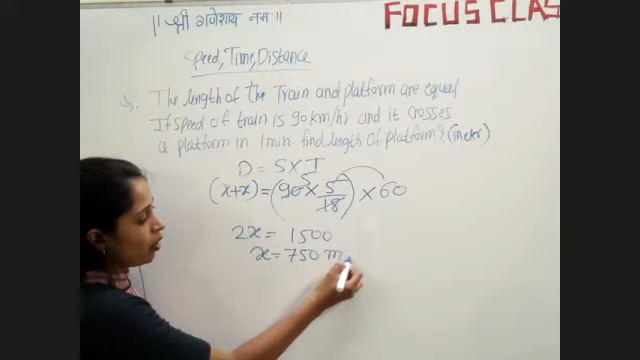 ॥ श्री गणेशाय नमः ॥
FOCUS CLAS
Speed, Time, Distance
Q. The length of the Train and platform are equal
If speed of train is 90 km/hr and it crosses
a platform in 1 min. find length of platform? (meter)
D = S X T
(x+x) = (90 5 × 5/18) × 60
2x = 1500
x = 750 m